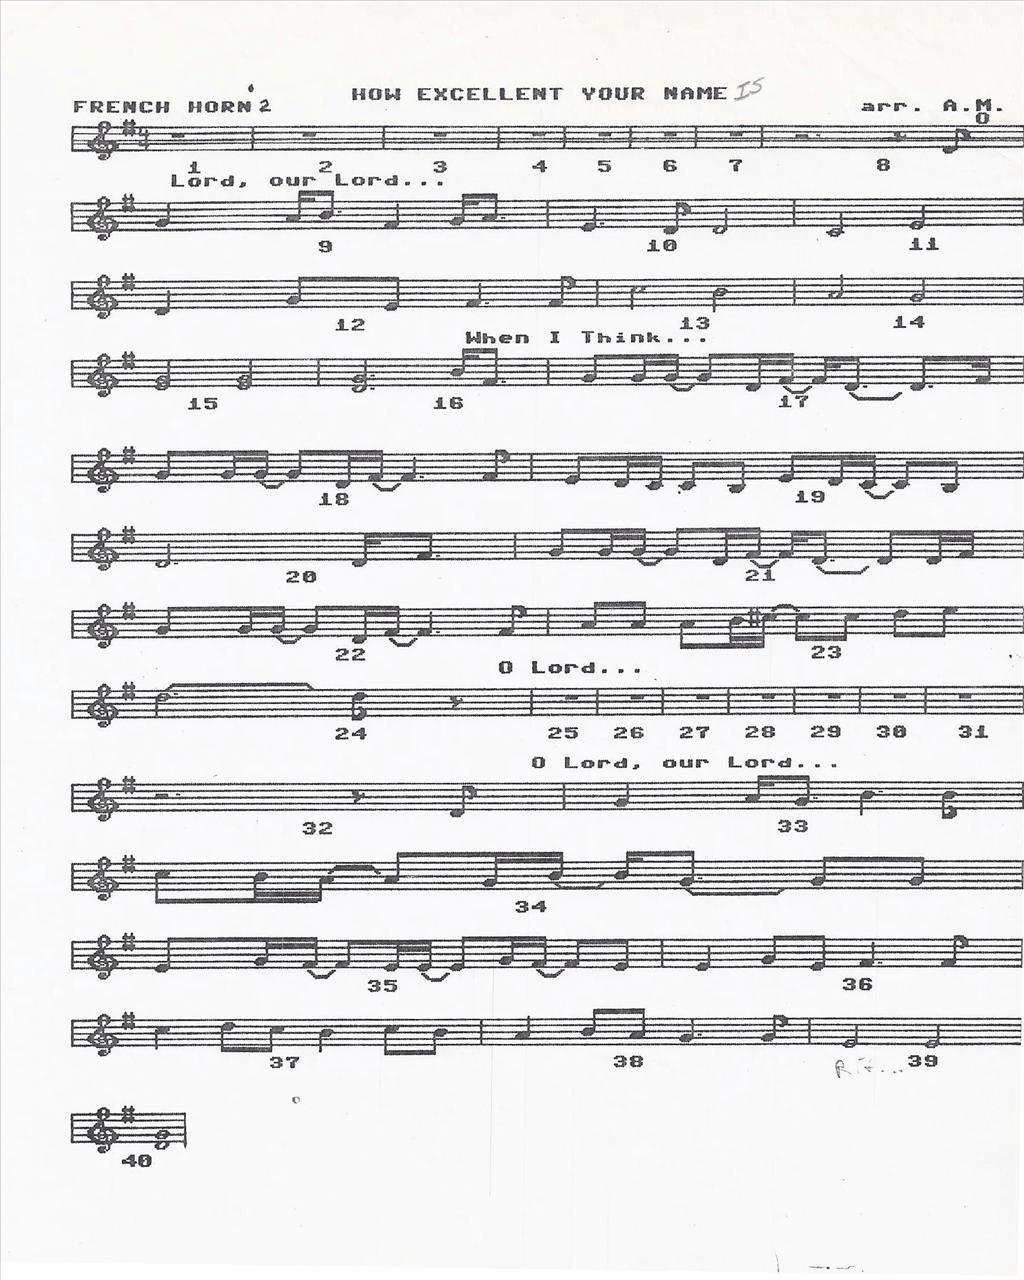 HOW EXCELLENT YOUR NAME IS
FRENCH HORN 2
arr. A.M.
O
4
4
1 2 3 4 5 6 7 8
Lord, our Lord...
9 10 11
12 13 14
When I Think...
15 16 17
18 19
20 21
22 23
O Lord...
24 25 26 27 28 29 30 31
O Lord, our Lord...
32 33
34
35 36
37 38 39
Rit...
40